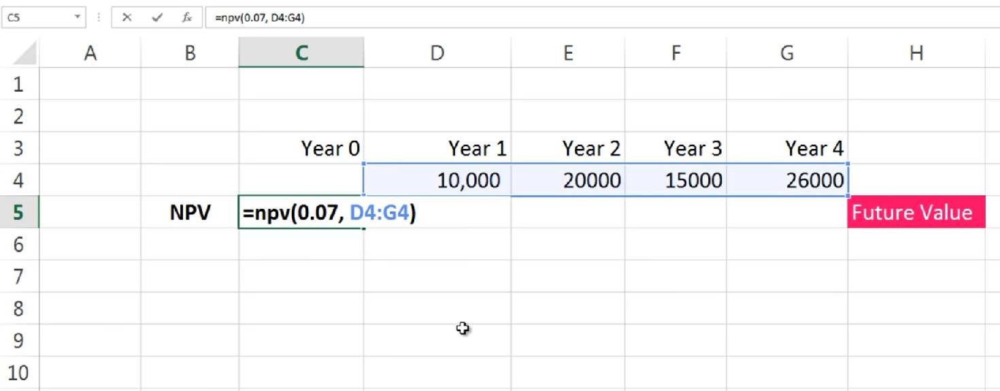 C5 =npv(0.07, D4:G4)
A B C D E F G H
1
2
3 Year 0 Year 1 Year 2 Year 3 Year 4
4 10,000 20000 15000 26000
5 NPV =npv(0.07, D4:G4) Future Value
6
7
8
9
10